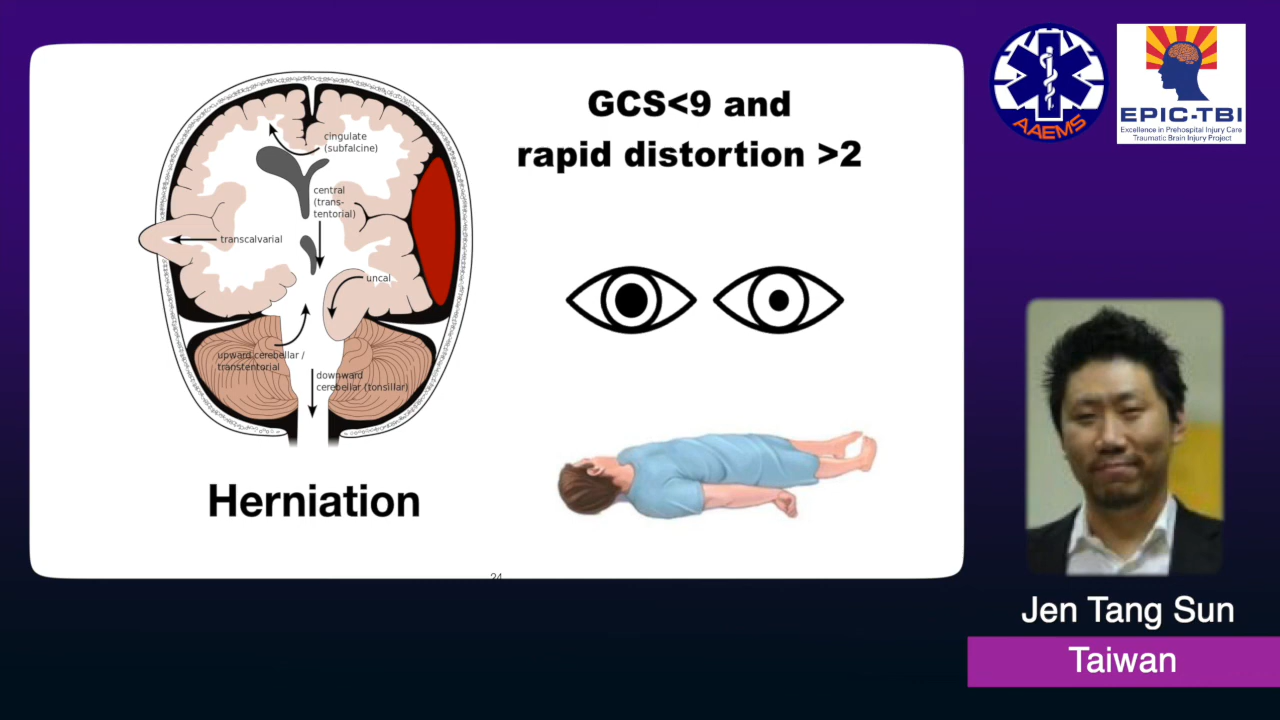 cingulate
(subfalcine)
central
(trans-
tentorial)
transcalvarial
uncal
upward cerebellar /
transtentorial
downward
cerebellar (tonsillar)
Herniation
GCS<9 and
rapid distortion >2
24
AAEMS
EPIC-TBI
Excellence in Prehospital Injury Care
Traumatic Brain Injury Project
Jen Tang Sun
Taiwan